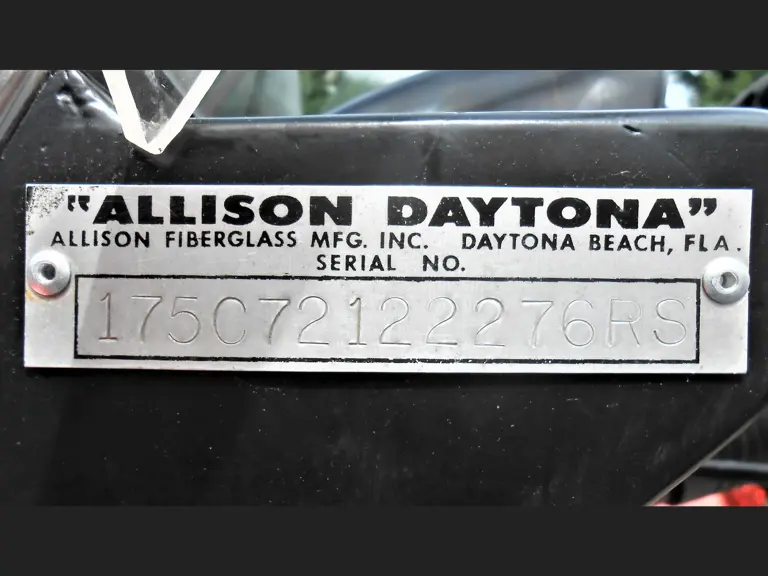 "ALLISON DAYTONA"
ALLISON FIBERGLASS MFG. INC. DAYTONA BEACH, FLA.
SERIAL NO.
175C72122276RS